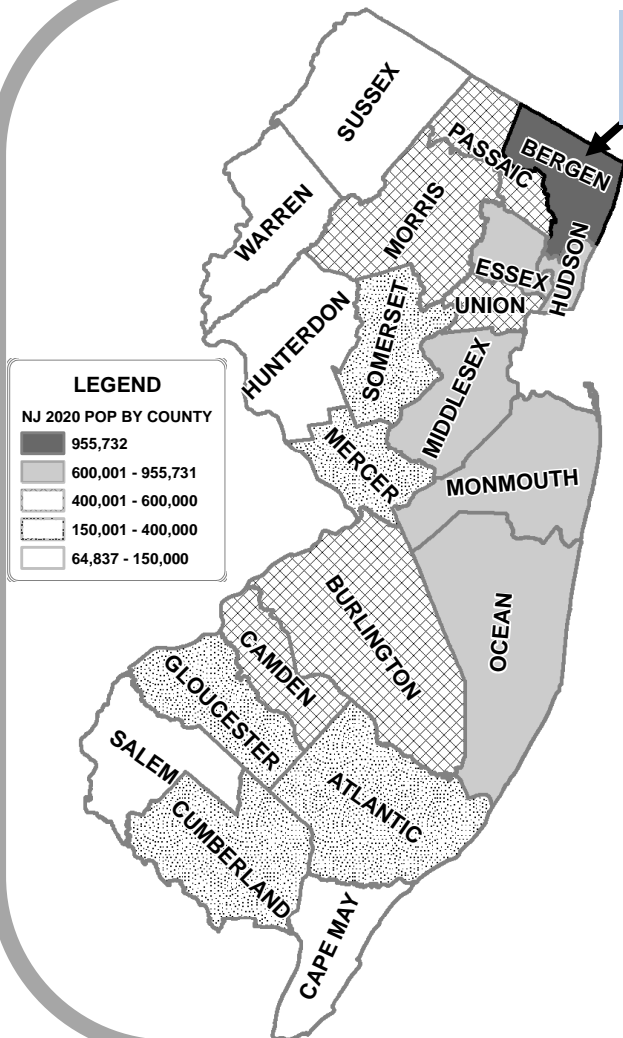 SUSSEX
PASSAIC
BERGEN
WARREN
MORRIS
ESSEX
HUDSON
UNION
HUNTERDON
SOMERSET
MIDDLESEX
LEGEND
NJ 2020 POP BY COUNTY
955,732
600,001 - 955,731
400,001 - 600,000
150,001 - 400,000
64,837 - 150,000
MERCER
MONMOUTH
BURLINGTON
OCEAN
CAMDEN
GLOUCESTER
SALEM
ATLANTIC
CUMBERLAND
CAPE MAY